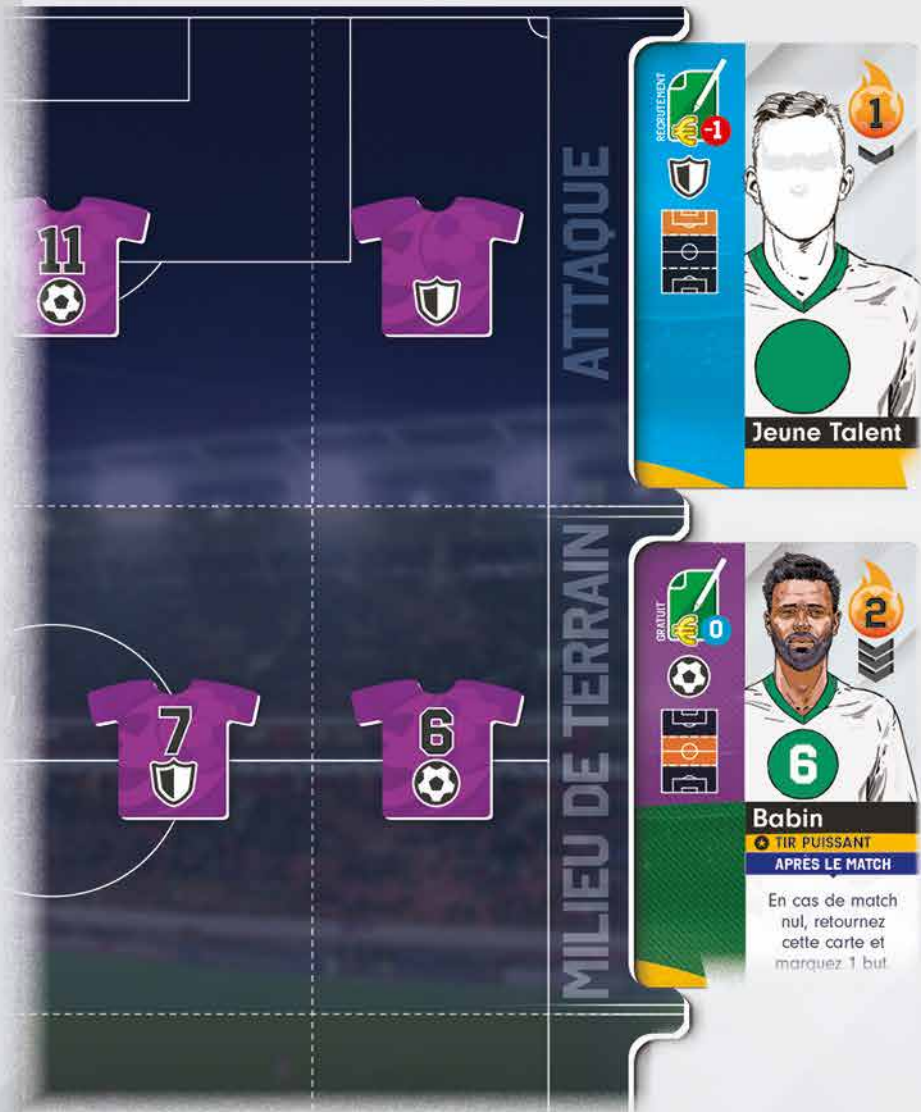 11
ATTAQUE
RECRUTEMENT
-1
1
Jeune Talent
7
6
MILIEU DE TERRAIN
GRATUIT
0
2
6
Babin
TIR PUISSANT
APRÈS LE MATCH
En cas de match
nul, retournez
cette carte et
marquez 1 but.